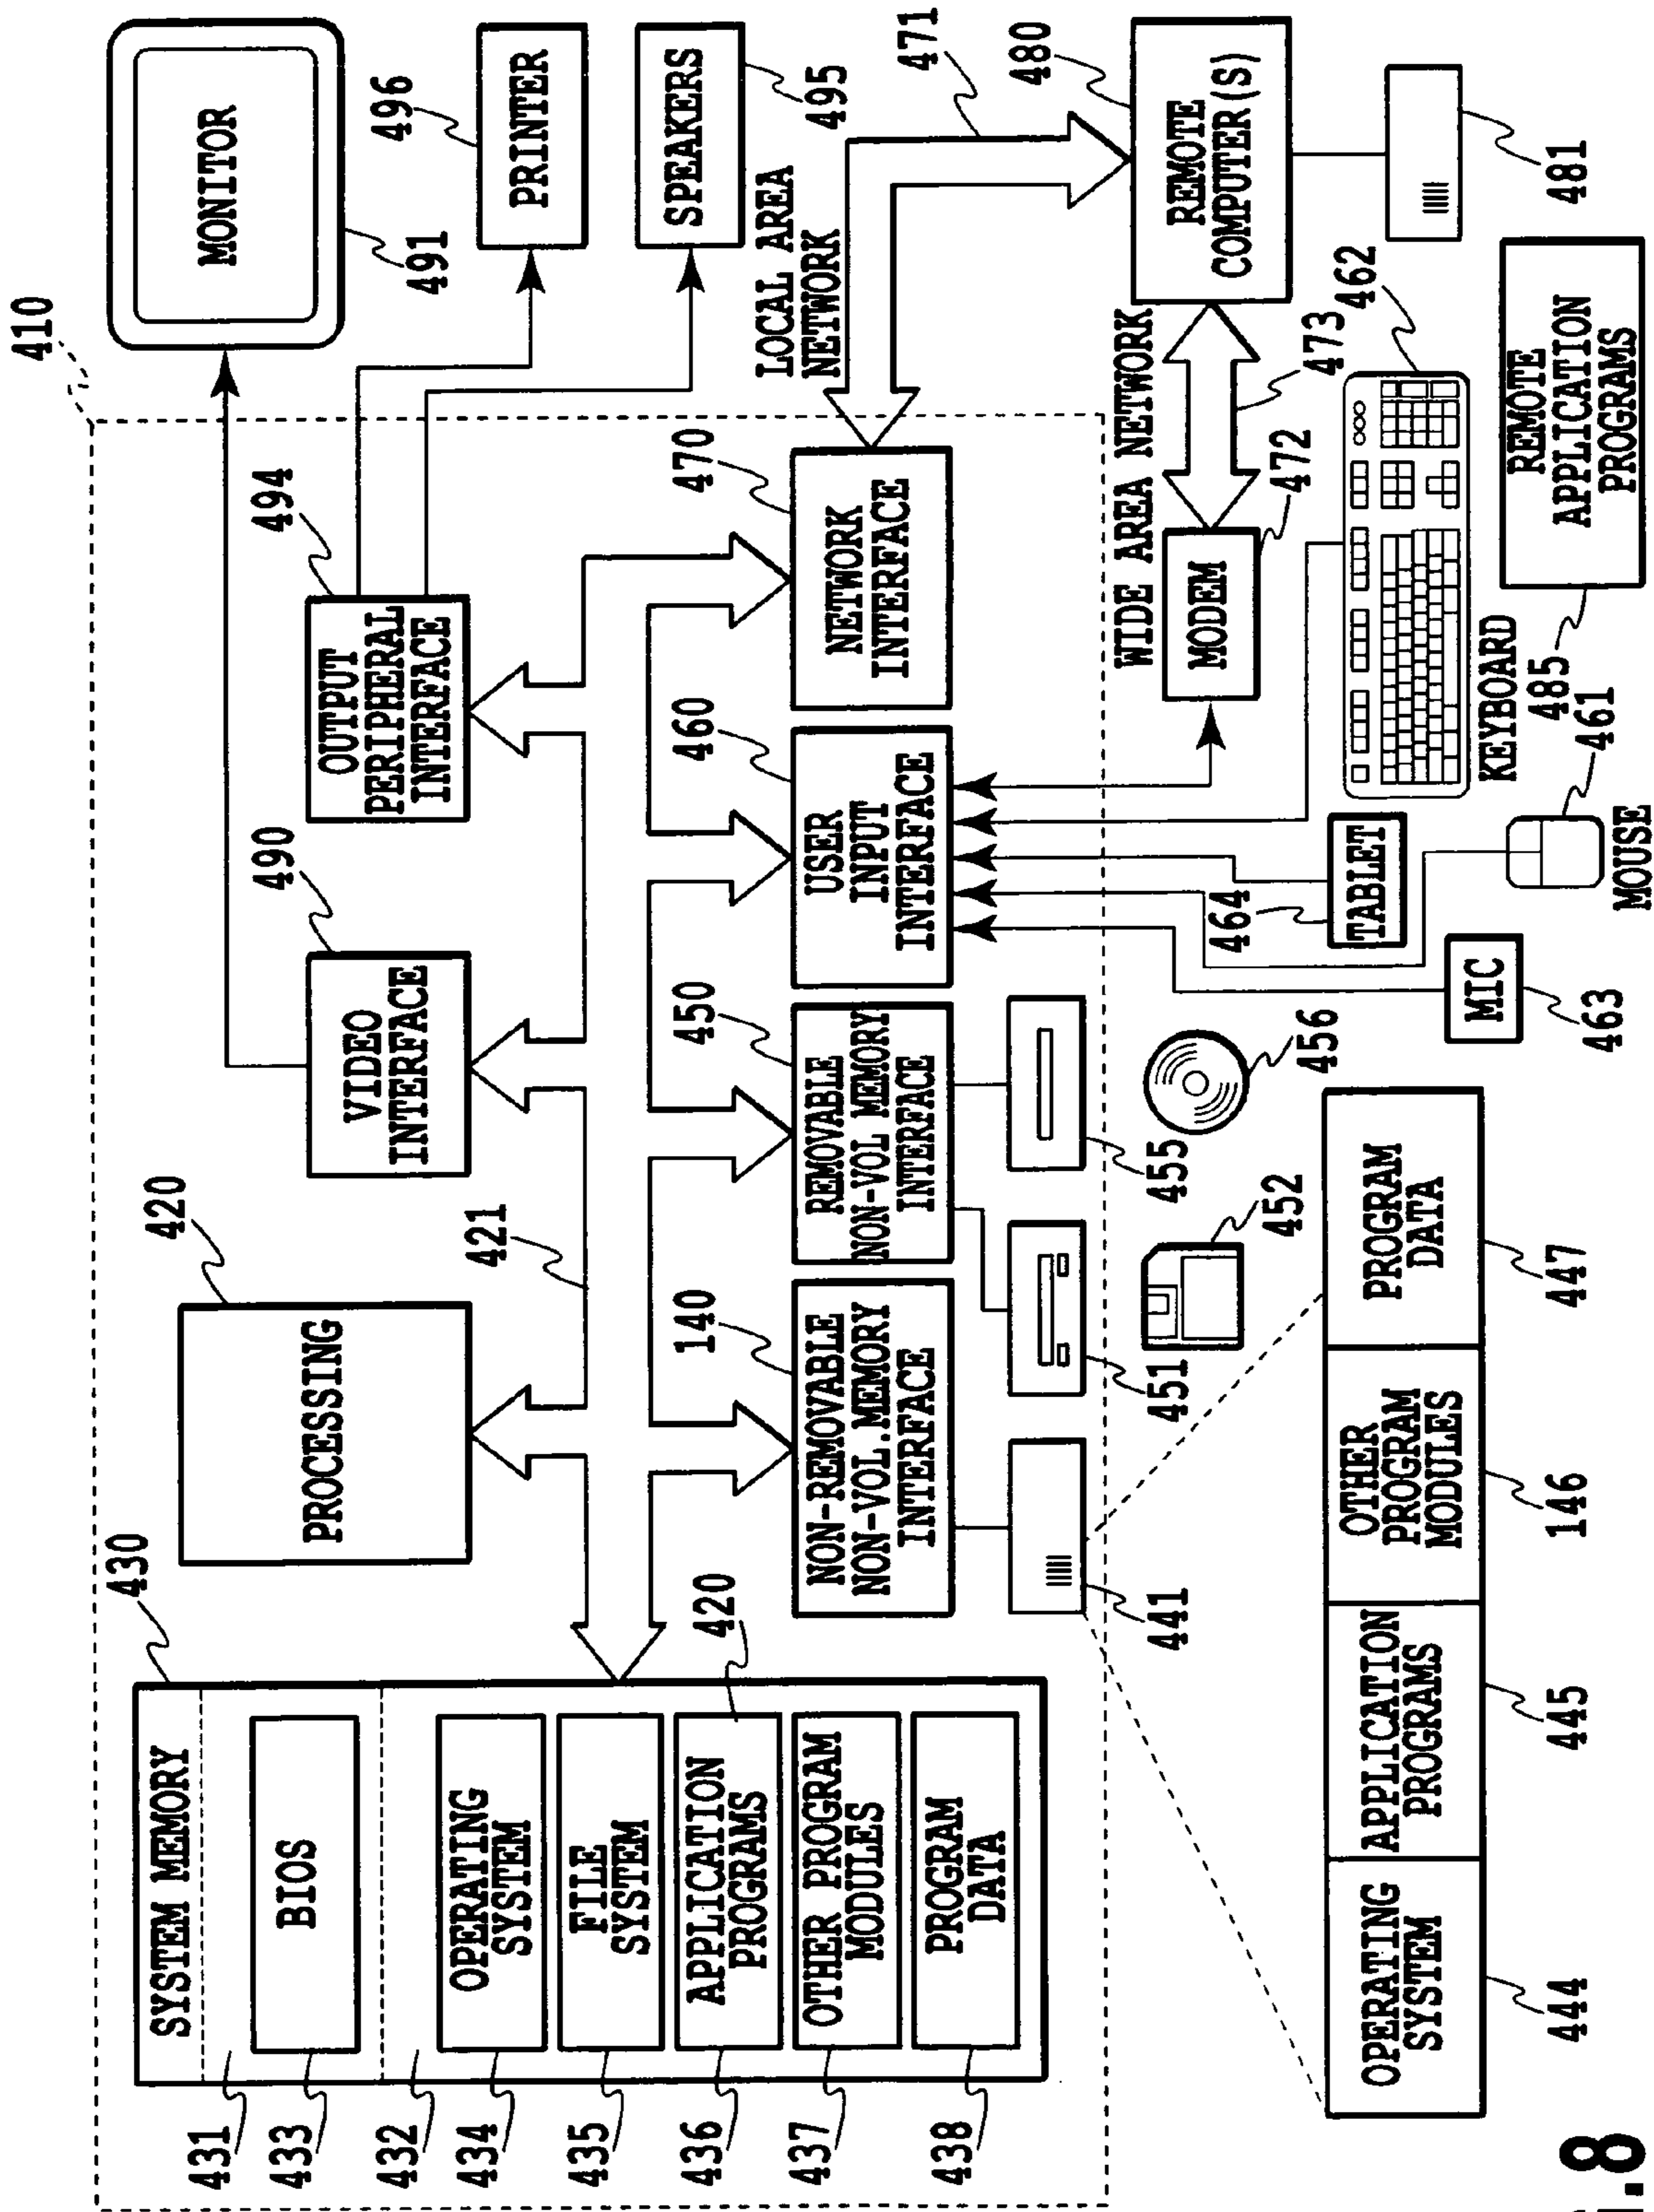 410
SYSTEM MEMORY
430
431
BIOS
433
432
OPERATING
SYSTEM
434
FILE
SYSTEM
435
APPLICATION
PROGRAMS
436
420
OTHER PROGRAM
MODULES
437
PROGRAM
DATA
438
PROCESSING
420
421
VIDEO
INTERFACE
490
OUTPUT
PERIPHERAL
INTERFACE
494
MONITOR
491
PRINTER
496
SPEAKERS
495
NON-REMOVABLE
NON-VOL.MEMORY
INTERFACE
140
REMOVABLE
NON-VOL MEMORY
INTERFACE
450
USER
INPUT
INTERFACE
460
NETWORK
INTERFACE
470
LOCAL AREA
NETWORK
471
441
451
455
452
456
WIDE AREA NETWORK
MODEM
472
473
REMOTE
COMPUTER(S)
480
481
OPERATING
SYSTEM
444
APPLICATION
PROGRAMS
445
OTHER
PROGRAM
MODULES
146
PROGRAM
DATA
447
MIC
463
TABLET
464
MOUSE
461
KEYBOARD
462
REMOTE
APPLICATION
PROGRAMS
485
.8